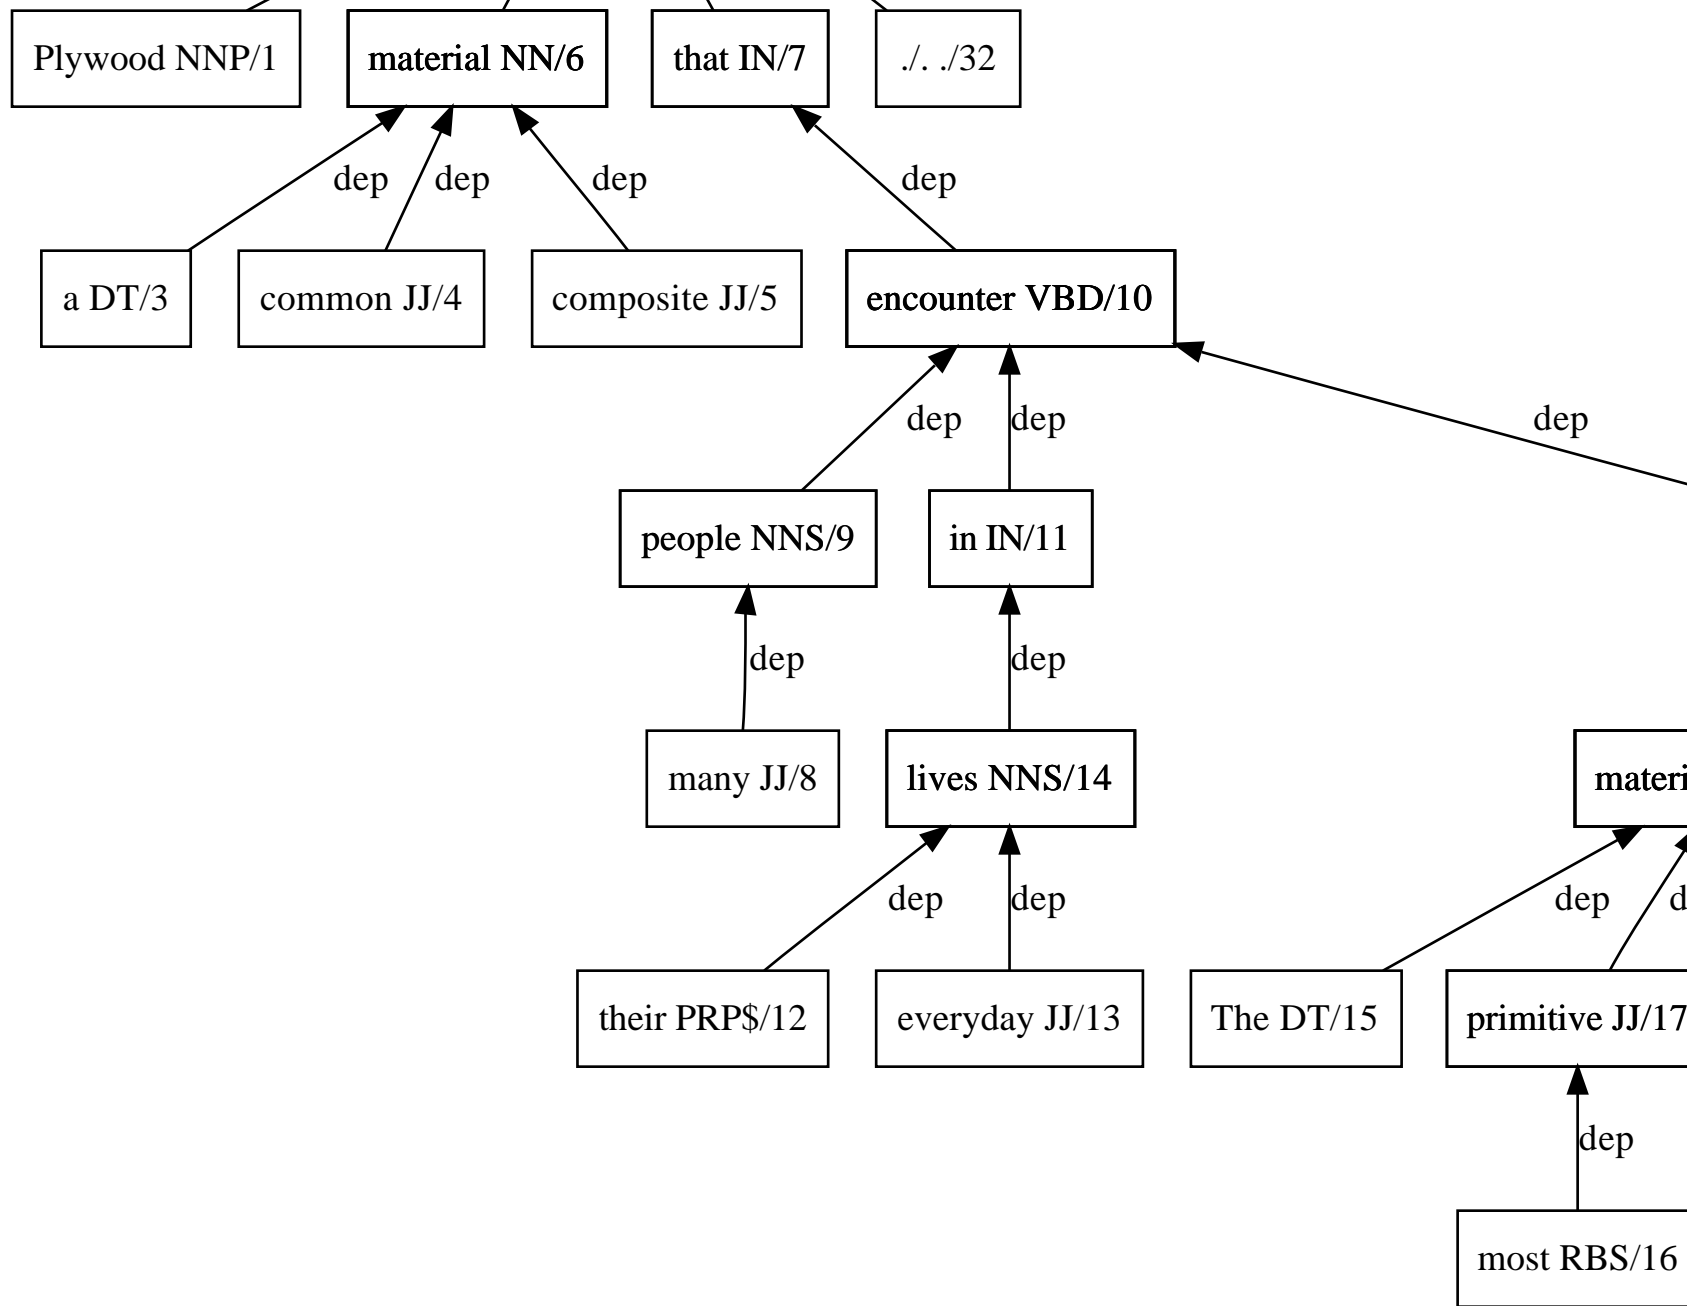 Plywood NNP/1
material NN/6
that IN/7
./. ./32
dep
dep
dep
dep
a DT/3
common JJ/4
composite JJ/5
encounter VBD/10
dep
dep
dep
people NNS/9
in IN/11
dep
dep
many JJ/8
lives NNS/14
materi
dep
dep
dep
d
their PRP$/12
everyday JJ/13
The DT/15
primitive JJ/17
dep
most RBS/16